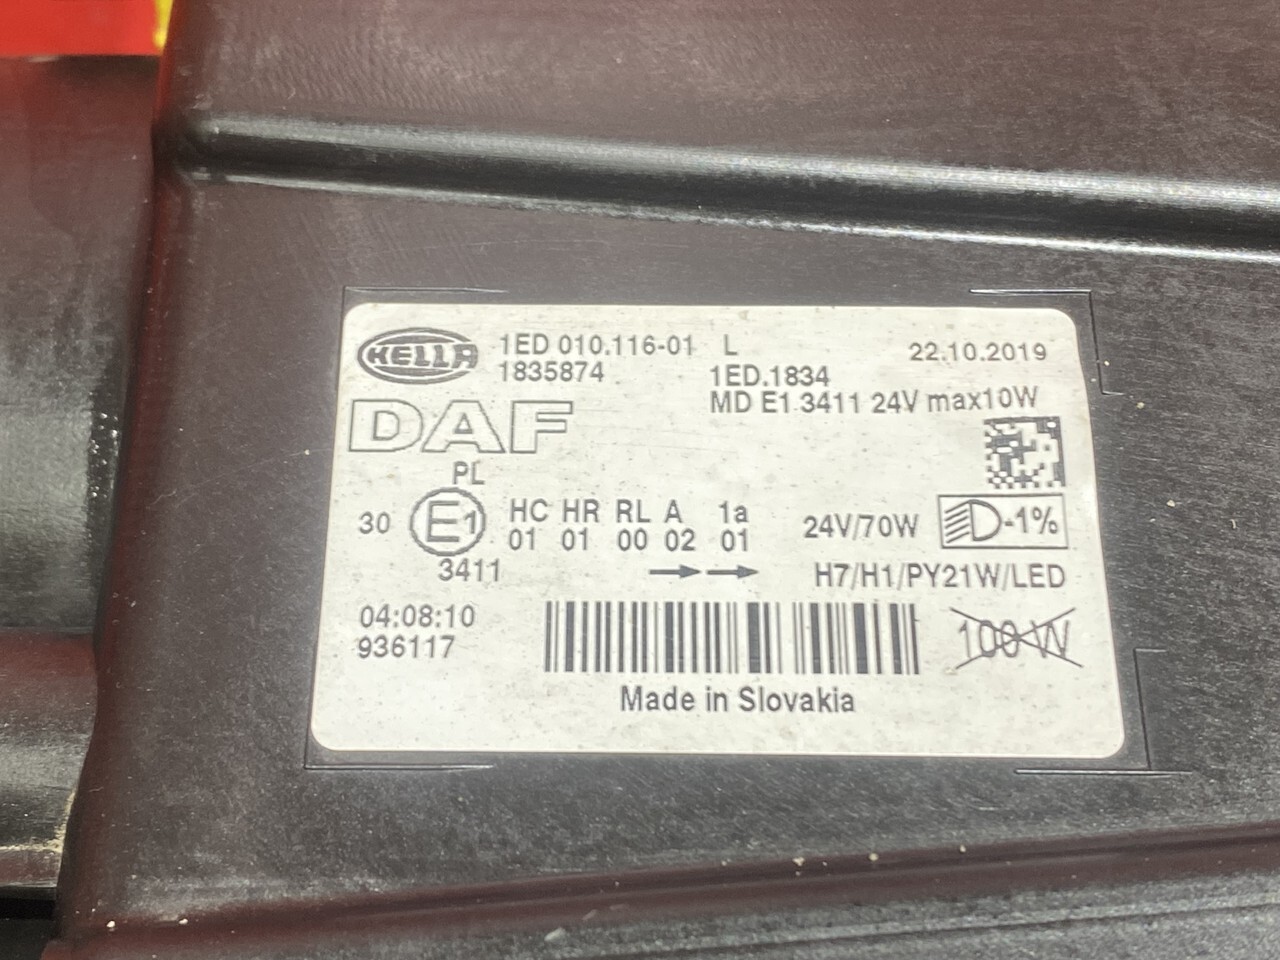 HELLA 1ED 010.116-01 L 22.10.2019
1835874 1ED.1834
DAF MD E1 3411 24V max10W
PL
30 E1 HC HR RL A 1a 24V/70W -1%
01 01 00 02 01
3411 H7/H1/PY21W/LED
04:08:10 100 W
936117
Made in Slovakia